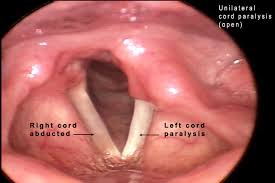 Unilateral
cord paralysis
(open)
Right cord
abducted
Left cord
paralysis